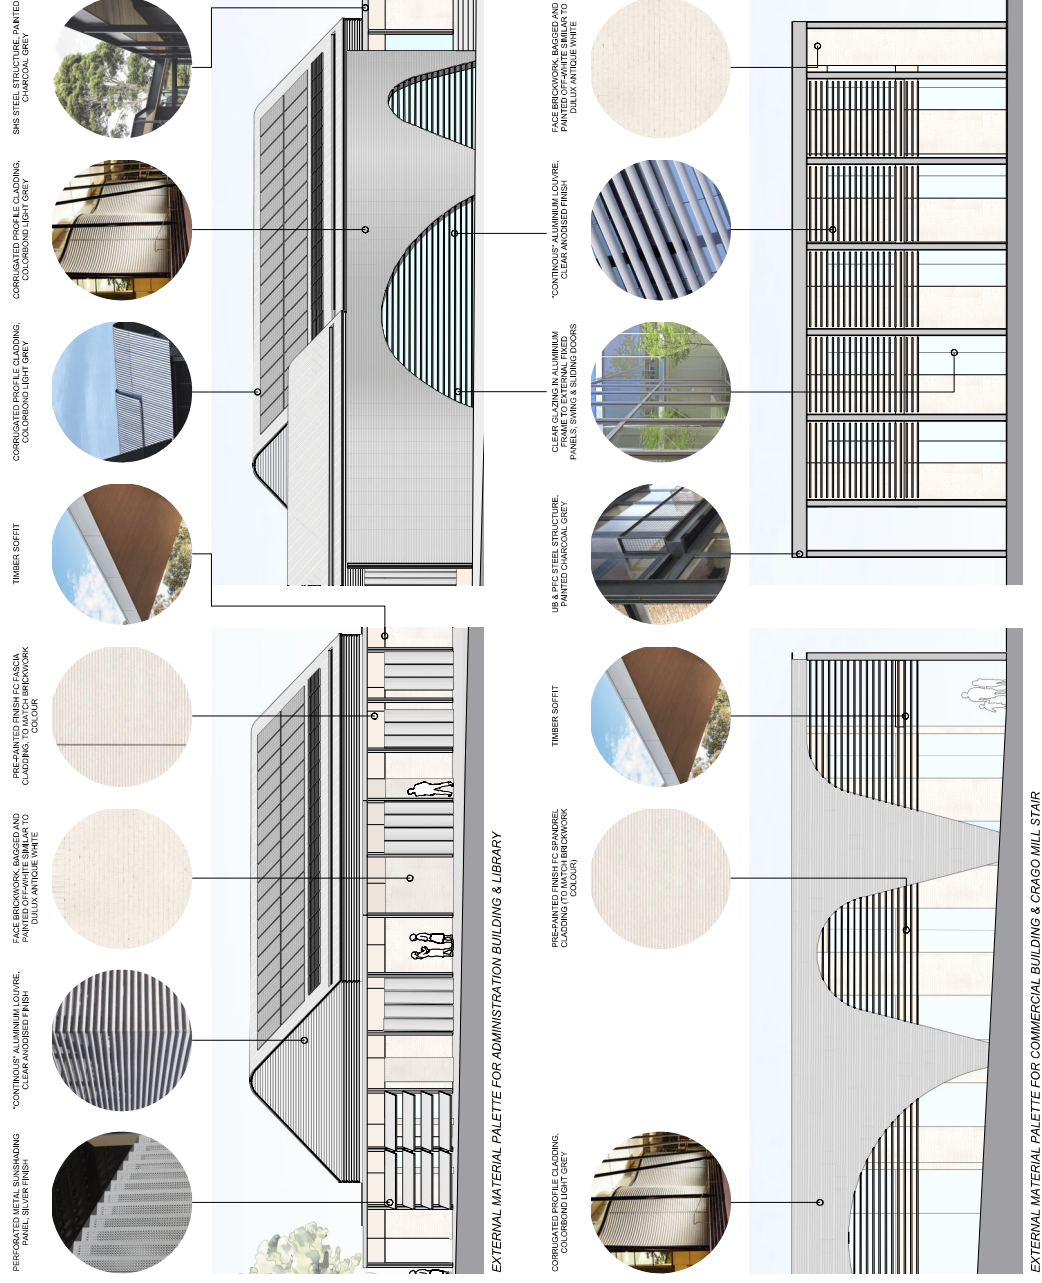 PERFORATED METAL SUNSHADING
PANEL, SILVER FINISH
"CONTINOUS" ALUMINIUM LOUVRE,
CLEAR ANODISED FINISH
FACE BRICKWORK, BAGGED AND
PAINTED OFF-WHITE SIMILAR TO
DULUX ANTIQUE WHITE
PRE-PAINTED FINISH FC FASCIA
CLADDING, TO MATCH BRICKWORK
COLOUR
TIMBER SOFFIT
CORRUGATED PROFILE CLADDING,
COLORBOND LIGHT GREY
CORRUGATED PROFILE CLADDING,
COLORBOND LIGHT GREY
SHS STEEL STRUCTURE, PAINTED
CHARCOAL GREY
EXTERNAL MATERIAL PALETTE FOR ADMINISTRATION BUILDING & LIBRARY
CORRUGATED PROFILE CLADDING,
COLORBOND LIGHT GREY
PRE-PAINTED FINISH FC SPANDREL
CLADDING (TO MATCH BRICKWORK
COLOUR)
TIMBER SOFFIT
UB & PFC STEEL STRUCTURE,
PAINTED CHARCOAL GREY
CLEAR GLAZING IN ALUMINIUM
FRAME TO EXTERNAL FIXED
PANELS, SWING & SLIDING DOORS
"CONTINOUS" ALUMINIUM LOUVRE,
CLEAR ANODISED FINISH
FACE BRICKWORK, BAGGED AND
PAINTED OFF-WHITE SIMILAR TO
DULUX ANTIQUE WHITE
EXTERNAL MATERIAL PALETTE FOR COMMERCIAL BUILDING & CRAGO MILL STAIR